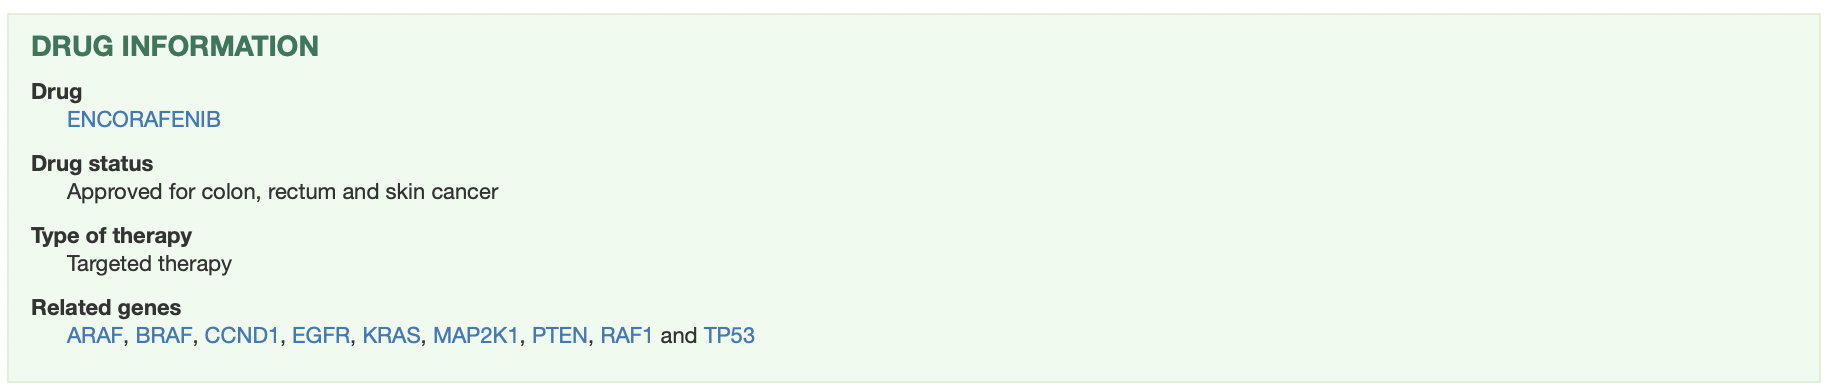 DRUG INFORMATION
Drug
ENCORAFENIB
Drug status
Approved for colon, rectum and skin cancer
Type of therapy
Targeted therapy
Related genes
ARAF, BRAF, CCND1, EGFR, KRAS, MAP2K1, PTEN, RAF1 and TP53